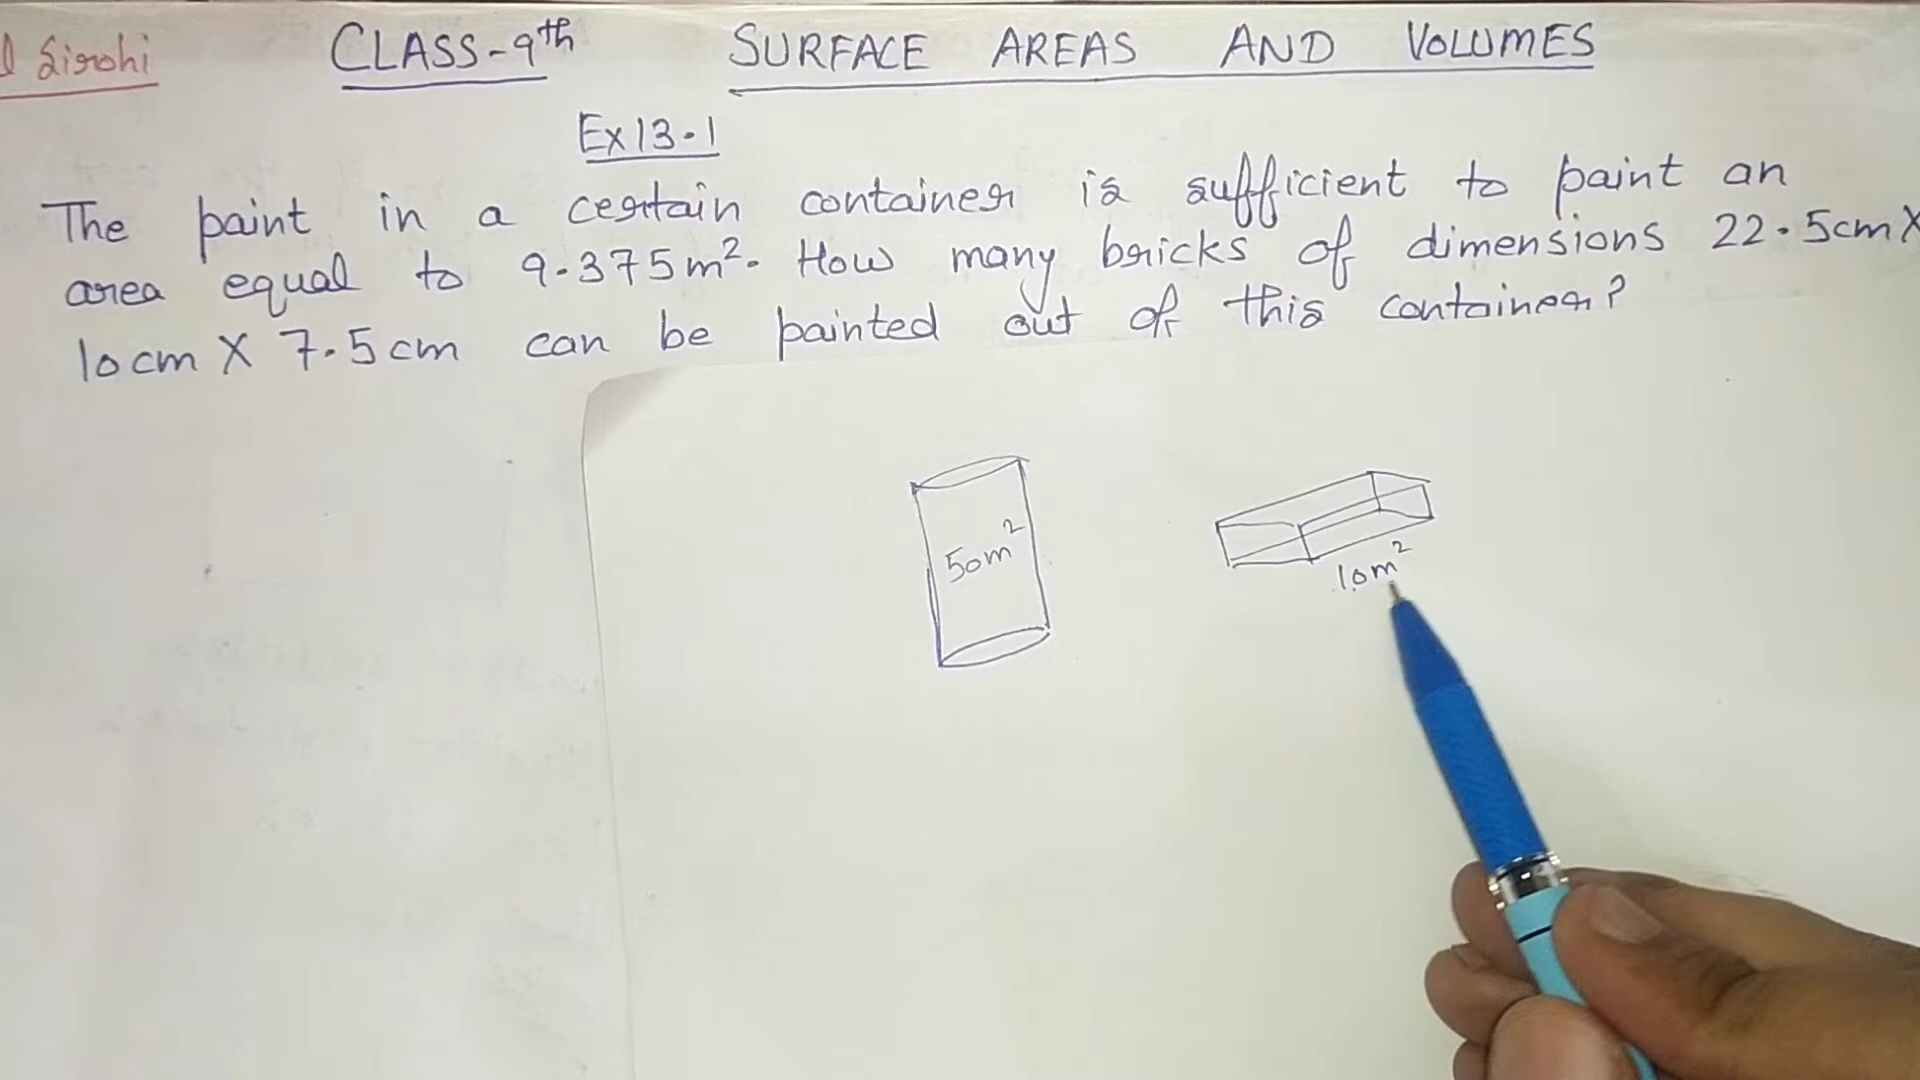 Sirohi CLASS-9th SURFACE AREAS AND VOLUMES
Ex 13.1
The paint in a certain container is sufficient to paint an
area equal to 9.375m². How many bricks of dimensions 22.5cm X
10cm X 7.5cm can be painted out of this container?
50m²
10m²